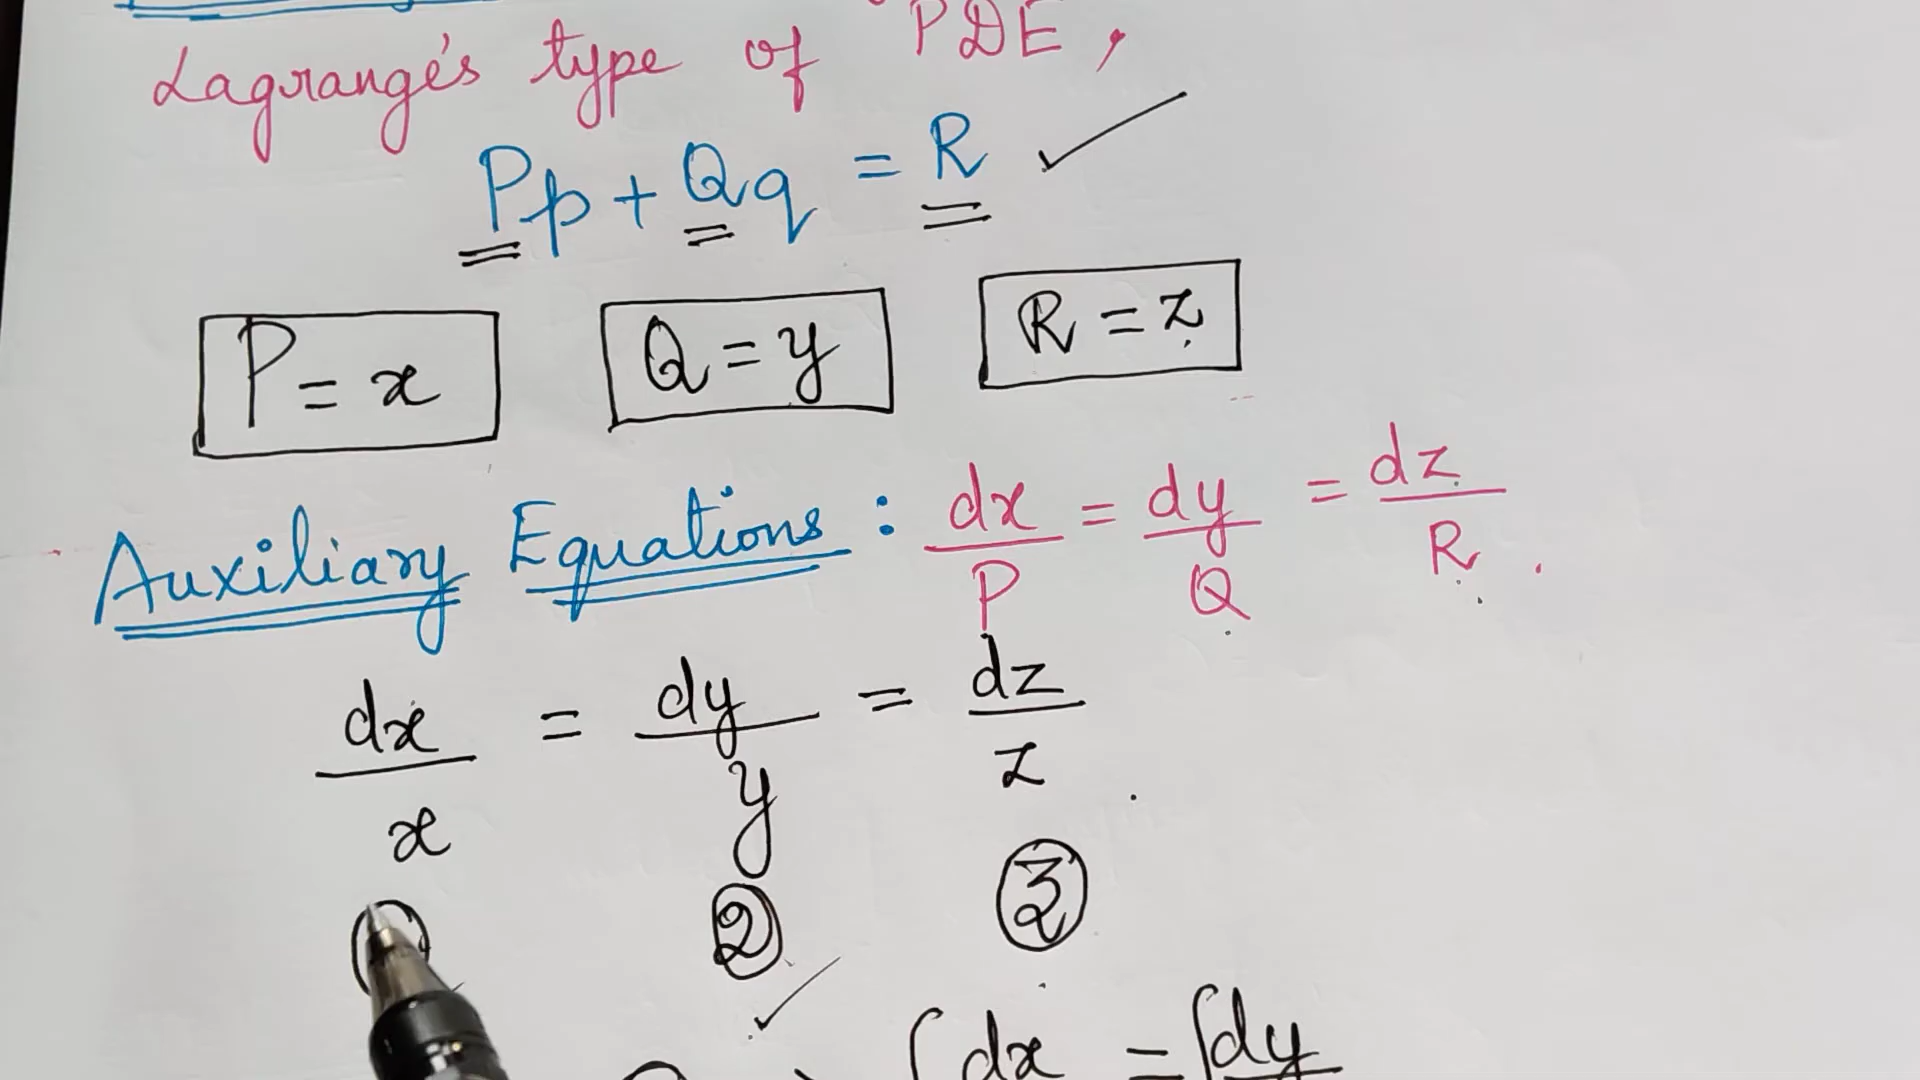 Lagrange's type of PDE,
Pp + Qq = R ✓
P = x Q = y R = z
Auxiliary Equations : dx/P = dy/Q = dz/R .
dx/x = dy/y = dz/z .
② ③
✓
∫ dx = ∫ dy